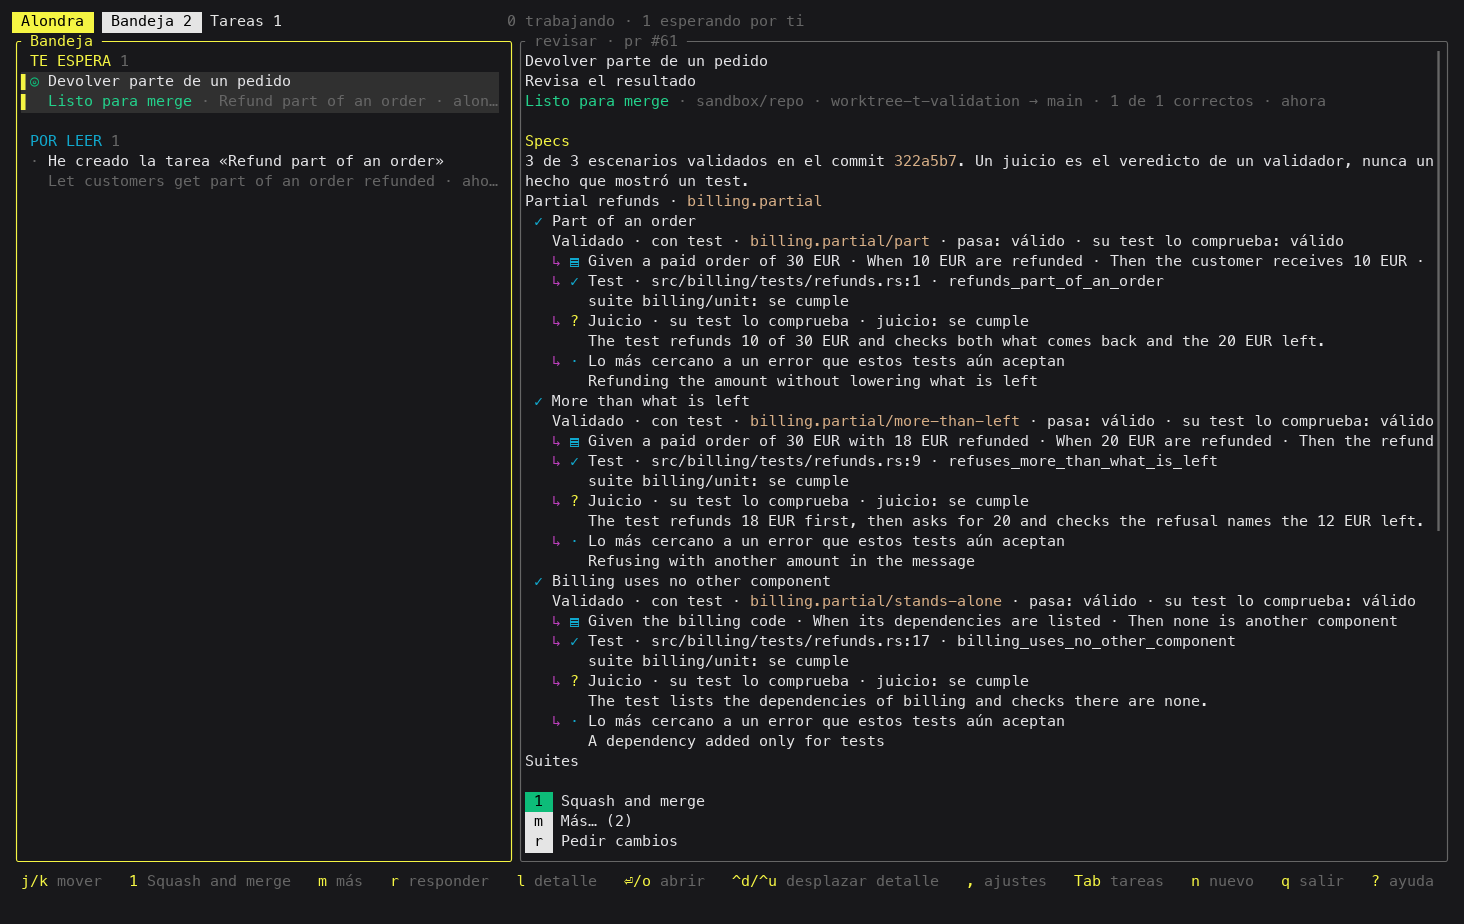 Alondra Bandeja 2 Tareas 1 0 trabajando · 1 esperando por ti
Bandeja
TE ESPERA 1
Devolver parte de un pedido
Listo para merge · Refund part of an order · alon…
POR LEER 1
· He creado la tarea «Refund part of an order»
Let customers get part of an order refunded · aho…
revisar · pr #61
Devolver parte de un pedido
Revisa el resultado
Listo para merge · sandbox/repo · worktree-t-validation → main · 1 de 1 correctos · ahora
Specs
3 de 3 escenarios validados en el commit 322a5b7. Un juicio es el veredicto de un validador, nunca un
hecho que mostró un test.
Partial refunds · billing.partial
✓ Part of an order
Validado · con test · billing.partial/part · pasa: válido · su test lo comprueba: válido
↳ ▤ Given a paid order of 30 EUR · When 10 EUR are refunded · Then the customer receives 10 EUR ·
↳ ✓ Test · src/billing/tests/refunds.rs:1 · refunds_part_of_an_order
suite billing/unit: se cumple
↳ ? Juicio · su test lo comprueba · juicio: se cumple
The test refunds 10 of 30 EUR and checks both what comes back and the 20 EUR left.
↳ · Lo más cercano a un error que estos tests aún aceptan
Refunding the amount without lowering what is left
✓ More than what is left
Validado · con test · billing.partial/more-than-left · pasa: válido · su test lo comprueba: válido
↳ ▤ Given a paid order of 30 EUR with 18 EUR refunded · When 20 EUR are refunded · Then the refund
↳ ✓ Test · src/billing/tests/refunds.rs:9 · refuses_more_than_what_is_left
suite billing/unit: se cumple
↳ ? Juicio · su test lo comprueba · juicio: se cumple
The test refunds 18 EUR first, then asks for 20 and checks the refusal names the 12 EUR left.
↳ · Lo más cercano a un error que estos tests aún aceptan
Refusing with another amount in the message
✓ Billing uses no other component
Validado · con test · billing.partial/stands-alone · pasa: válido · su test lo comprueba: válido
↳ ▤ Given the billing code · When its dependencies are listed · Then none is another component
↳ ✓ Test · src/billing/tests/refunds.rs:17 · billing_uses_no_other_component
suite billing/unit: se cumple
↳ ? Juicio · su test lo comprueba · juicio: se cumple
The test lists the dependencies of billing and checks there are none.
↳ · Lo más cercano a un error que estos tests aún aceptan
A dependency added only for tests
Suites
1 Squash and merge
m Más… (2)
r Pedir cambios
j/k mover 1 Squash and merge m más r responder l detalle ⏎/o abrir ^d/^u desplazar detalle , ajustes Tab tareas n nuevo q salir ? ayuda